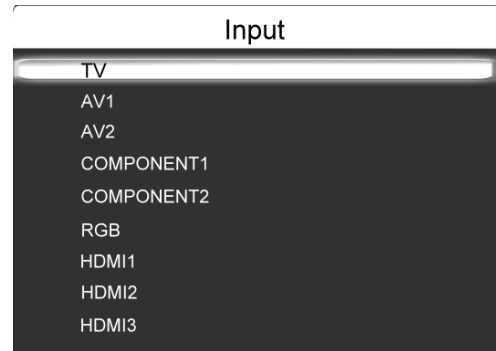 Input
TV
AV1
AV2
COMPONENT1
COMPONENT2
RGB
HDMI1
HDMI2
HDMI3